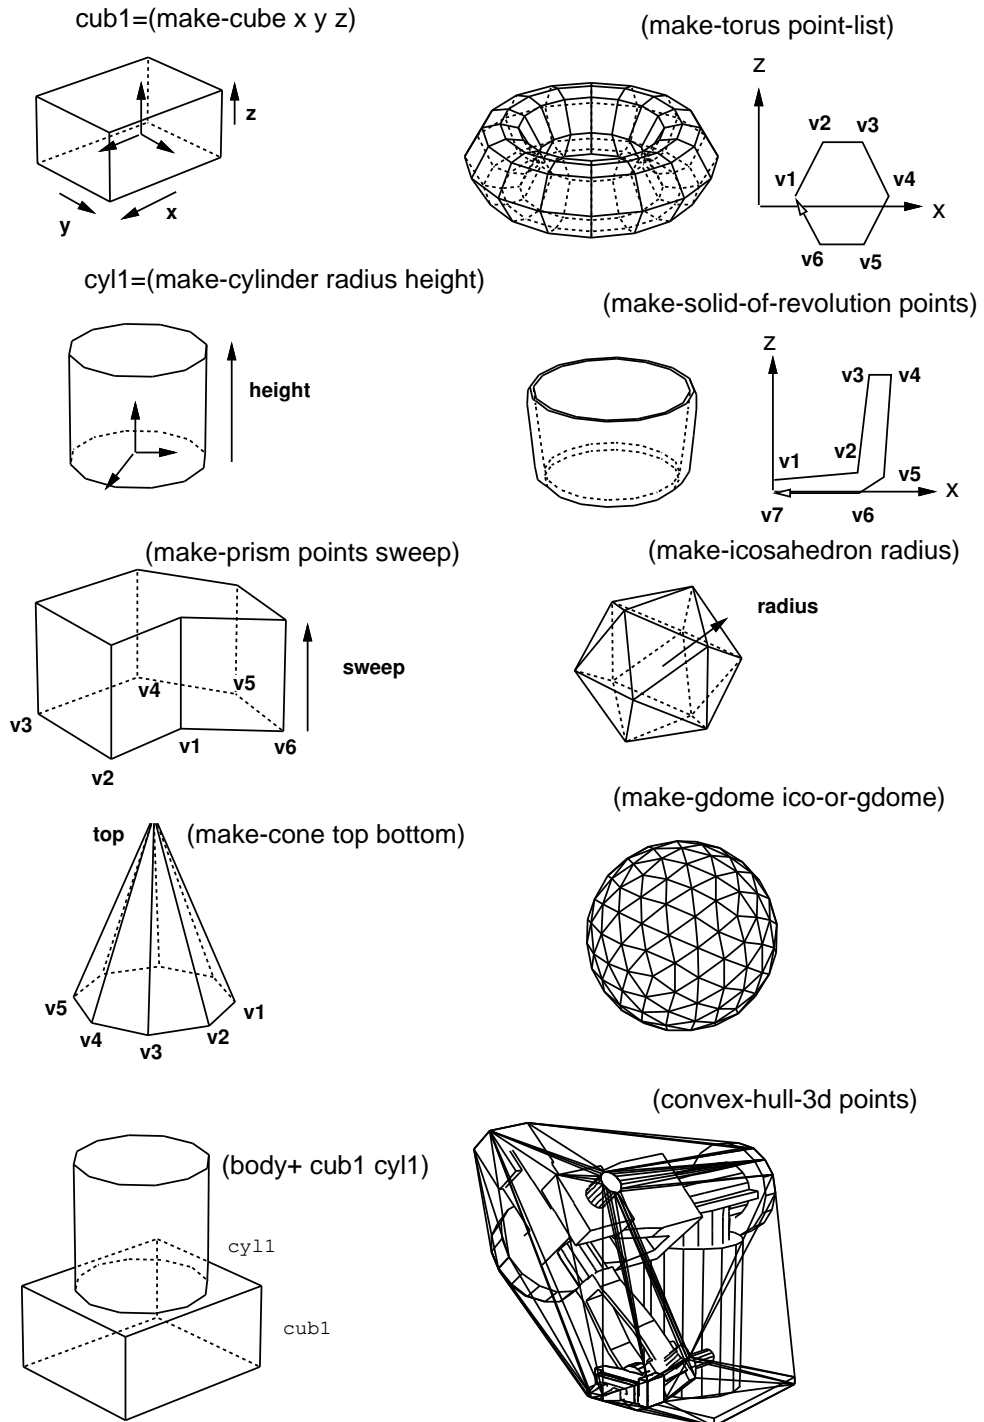 cub1=(make-cube x y z)
z
x
y
(make-torus point-list)
Z
v2
v3
v1
v4
X
v6
v5
cyl1=(make-cylinder radius height)
height
(make-solid-of-revolution points)
Z
v3
v4
v1
v2
v5
X
v7
v6
(make-prism points sweep)
sweep
v4
v5
v3
v1
v6
v2
(make-icosahedron radius)
radius
top
(make-cone top bottom)
v5
v1
v4
v2
v3
(make-gdome ico-or-gdome)
(body+ cub1 cyl1)
cyl1
cub1
(convex-hull-3d points)